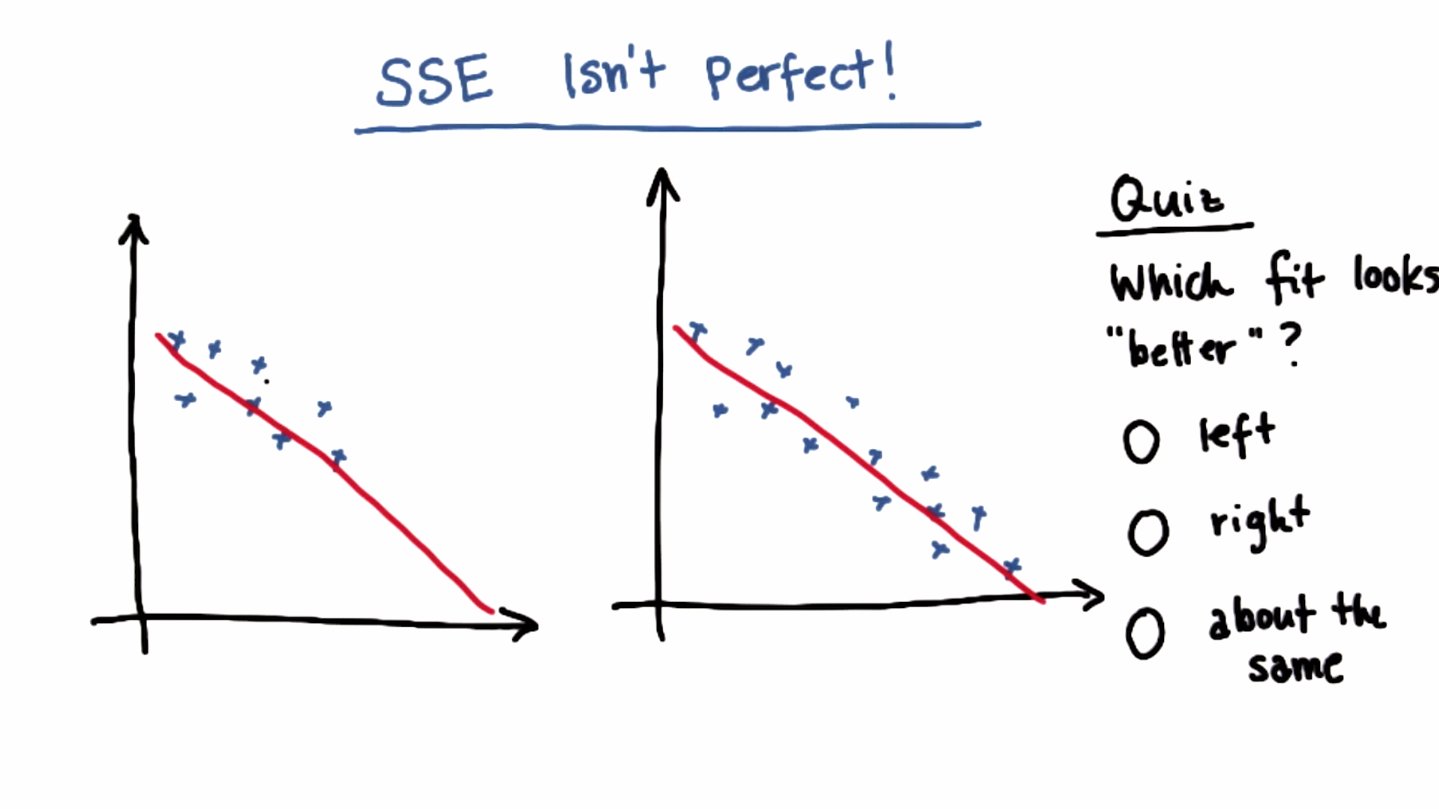 SSE Isn't Perfect!
Quiz
Which fit looks
"better"?
left
right
about the
same